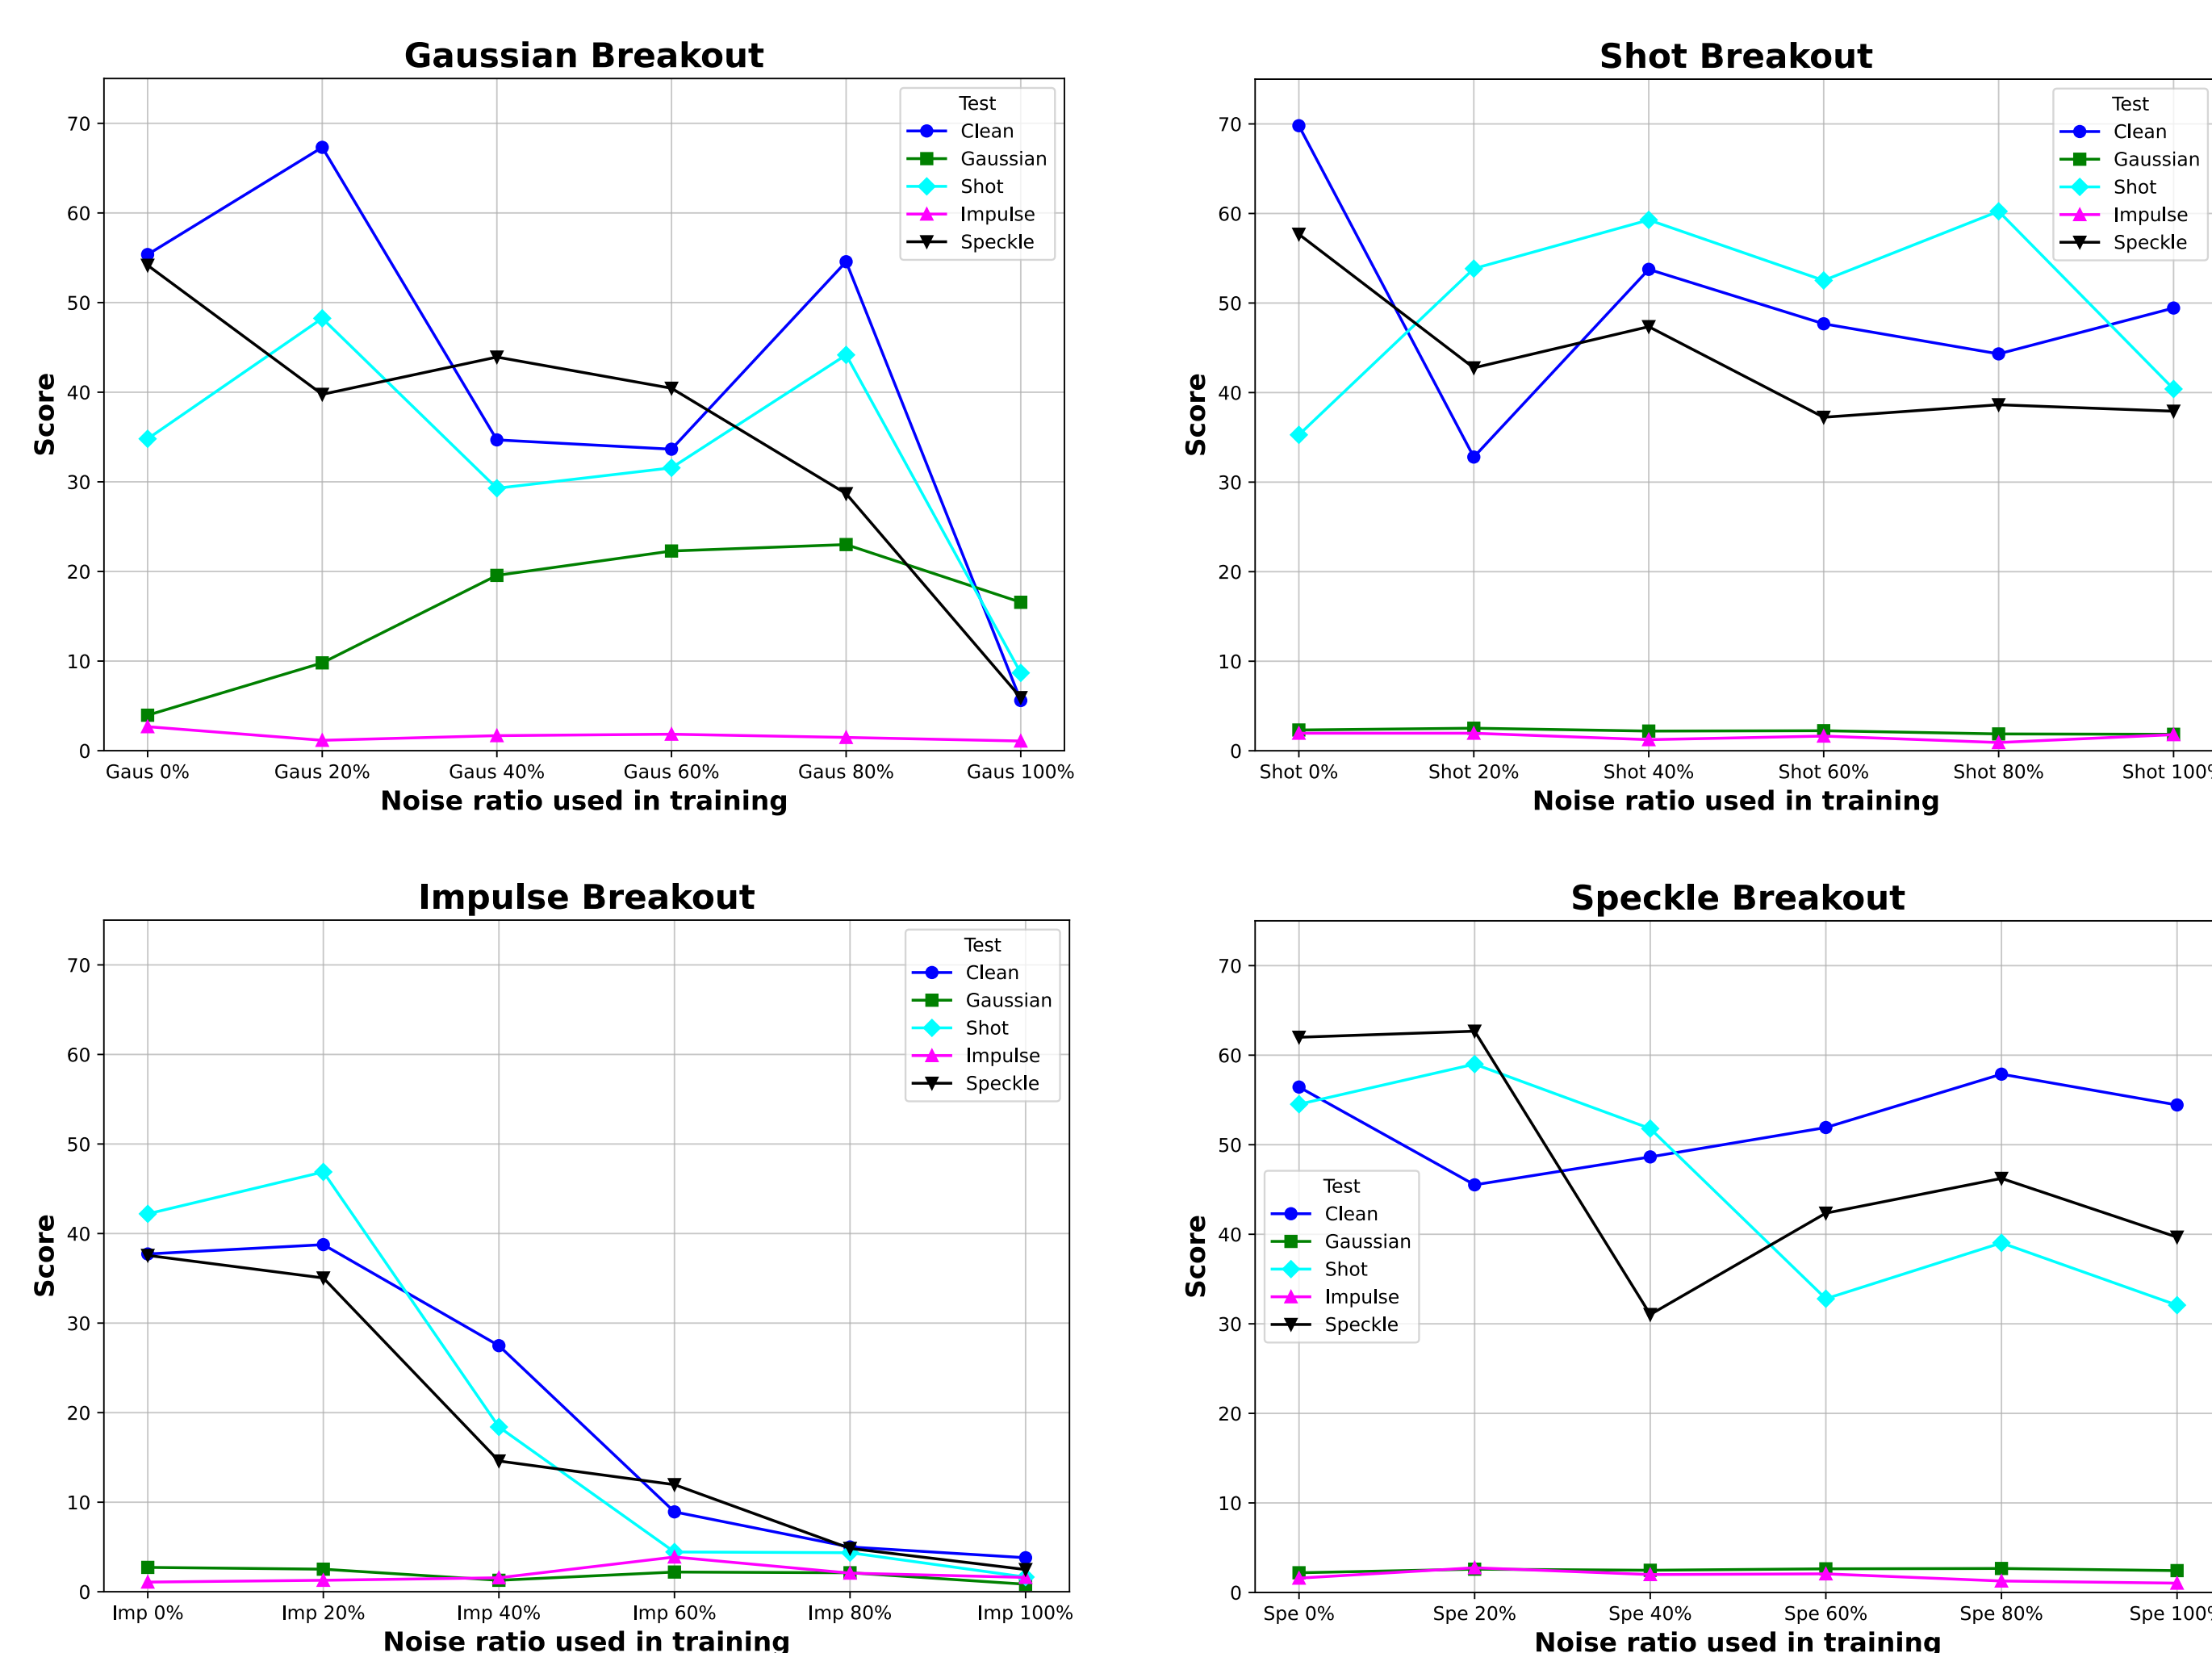 Gaussian Breakout
Score
70
60
50
40
30
20
10
0
Test
Clean
Gaussian
Shot
Impulse
Speckle
Gaus 0% Gaus 20% Gaus 40% Gaus 60% Gaus 80% Gaus 100%
Noise ratio used in training
Shot Breakout
Score
70
60
50
40
30
20
10
0
Test
Clean
Gaussian
Shot
Impulse
Speckle
Shot 0% Shot 20% Shot 40% Shot 60% Shot 80% Shot 100%
Noise ratio used in training
Impulse Breakout
Score
70
60
50
40
30
20
10
0
Test
Clean
Gaussian
Shot
Impulse
Speckle
Imp 0% Imp 20% Imp 40% Imp 60% Imp 80% Imp 100%
Noise ratio used in training
Speckle Breakout
Score
70
60
50
40
30
20
10
0
Test
Clean
Gaussian
Shot
Impulse
Speckle
Spe 0% Spe 20% Spe 40% Spe 60% Spe 80% Spe 100%
Noise ratio used in training